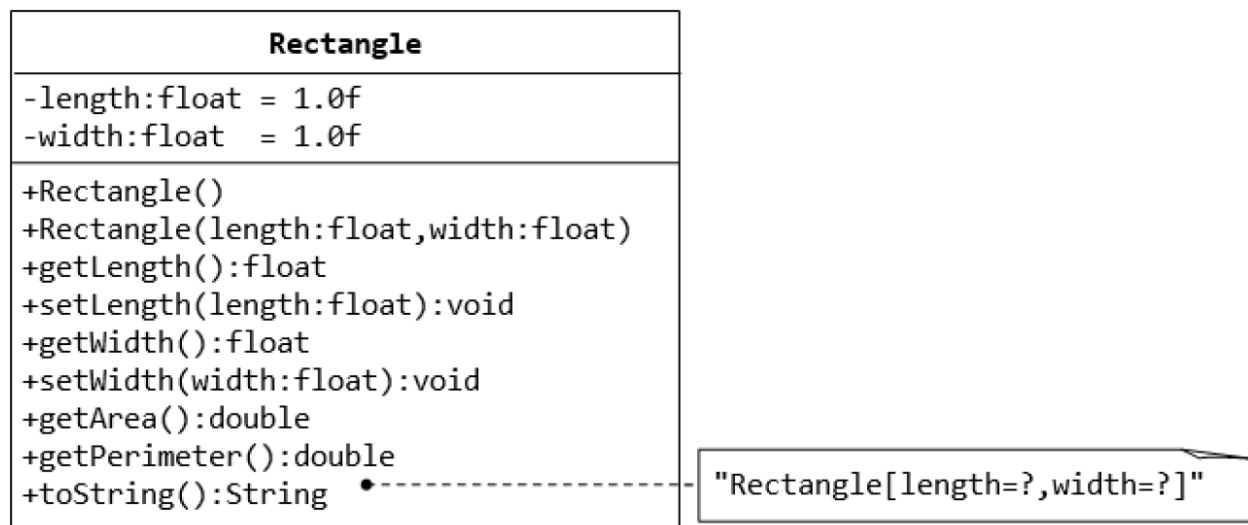 Rectangle
-length:float = 1.0f
-width:float  = 1.0f
+Rectangle()
+Rectangle(length:float,width:float)
+getLength():float
+setLength(length:float):void
+getWidth():float
+setWidth(width:float):void
+getArea():double
+getPerimeter():double
+toString():String
"Rectangle[length=?,width=?]"